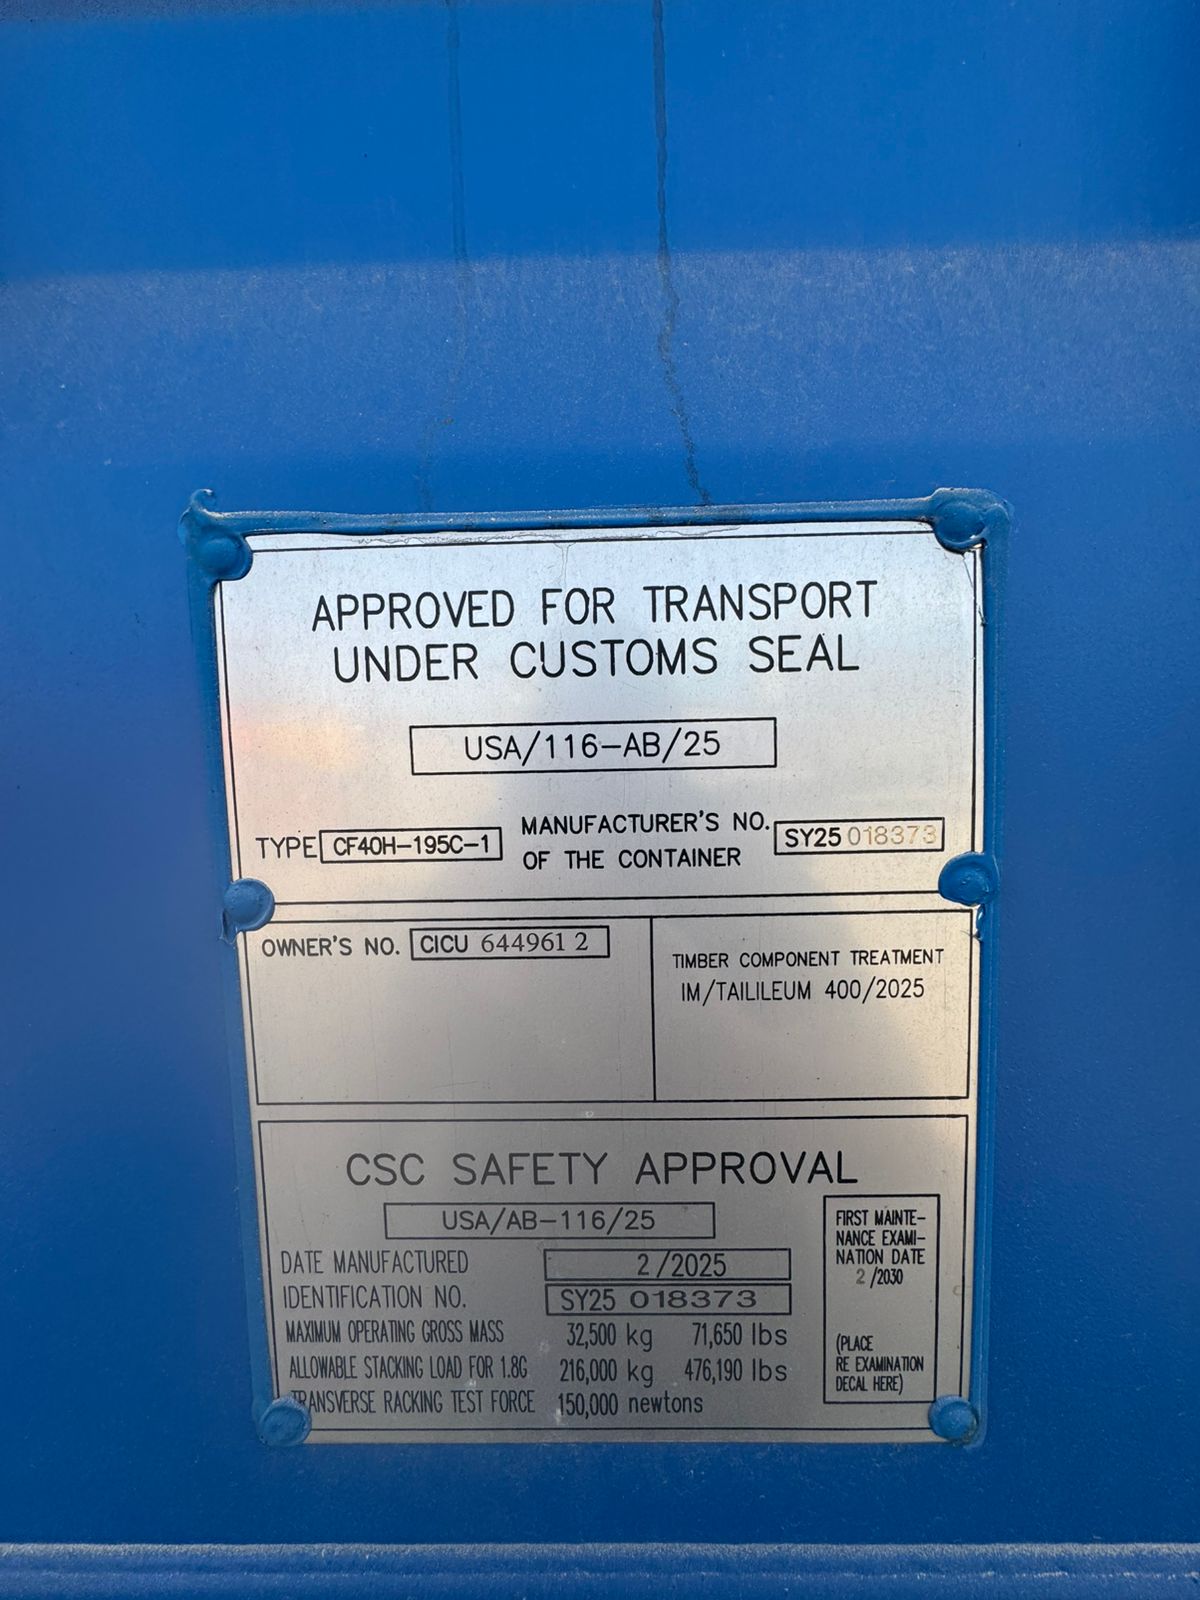 APPROVED FOR TRANSPORT
UNDER CUSTOMS SEAL
USA/116-AB/25
TYPE CF40H-195C-1
MANUFACTURER'S NO.
OF THE CONTAINER
SY25 018373
OWNER'S NO. CICU 644961 2
TIMBER COMPONENT TREATMENT
IM/TAILILEUM 400/2025
CSC SAFETY APPROVAL
USA/AB-116/25
DATE MANUFACTURED 2/2025
IDENTIFICATION NO. SY25 018373
MAXIMUM OPERATING GROSS MASS 32,500 kg 71,650 lbs
ALLOWABLE STACKING LOAD FOR 1.8G 216,000 kg 476,190 lbs
TRANSVERSE RACKING TEST FORCE 150,000 newtons
FIRST MAINTE-
NANCE EXAMI-
NATION DATE
2 /2030
(PLACE
RE EXAMINATION
DECAL HERE)